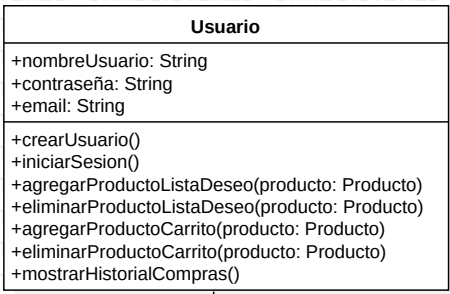 Usuario
+nombreUsuario: String
+contraseña: String
+email: String
+crearUsuario()
+iniciarSesion()
+agregarProductoListaDeseo(producto: Producto)
+eliminarProductoListaDeseo(producto: Producto)
+agregarProductoCarrito(producto: Producto)
+eliminarProductoCarrito(producto: Producto)
+mostrarHistorialCompras()